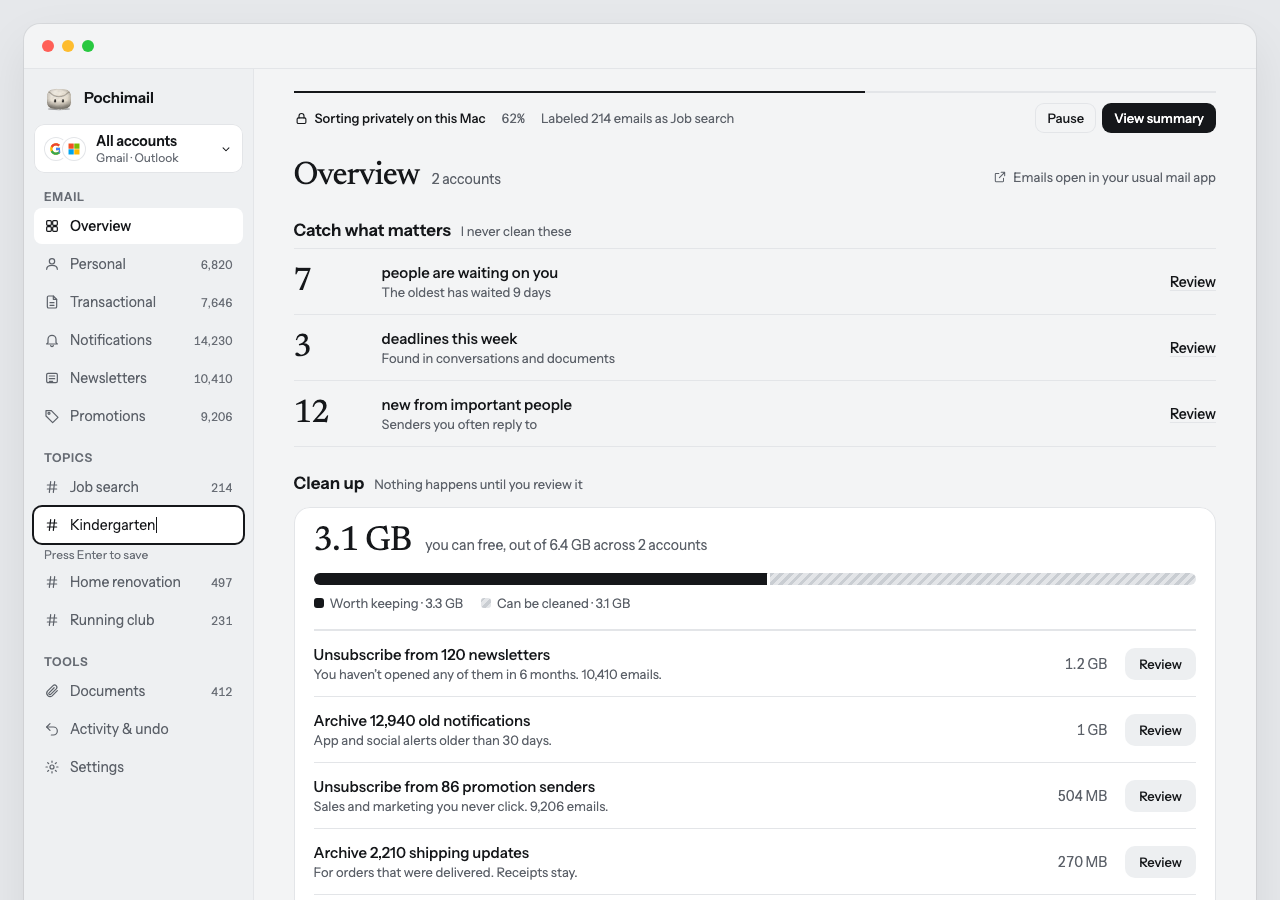 Pochimail
All accounts
Gmail · Outlook
EMAIL
Overview
Personal 6,820
Transactional 7,646
Notifications 14,230
Newsletters 10,410
Promotions 9,206
TOPICS
# Job search 214
# Kindergarten
Press Enter to save
# Home renovation 497
# Running club 231
TOOLS
Documents 412
Activity & undo
Settings
Sorting privately on this Mac 62% Labeled 214 emails as Job search Pause View summary
Overview 2 accounts Emails open in your usual mail app
Catch what matters I never clean these
7 people are waiting on you
The oldest has waited 9 days
Review
3 deadlines this week
Found in conversations and documents
Review
12 new from important people
Senders you often reply to
Review
Clean up Nothing happens until you review it
3.1 GB you can free, out of 6.4 GB across 2 accounts
Worth keeping · 3.3 GB Can be cleaned · 3.1 GB
Unsubscribe from 120 newsletters
You haven't opened any of them in 6 months. 10,410 emails.
1.2 GB Review
Archive 12,940 old notifications
App and social alerts older than 30 days.
1 GB Review
Unsubscribe from 86 promotion senders
Sales and marketing you never click. 9,206 emails.
504 MB Review
Archive 2,210 shipping updates
For orders that were delivered. Receipts stay.
270 MB Review